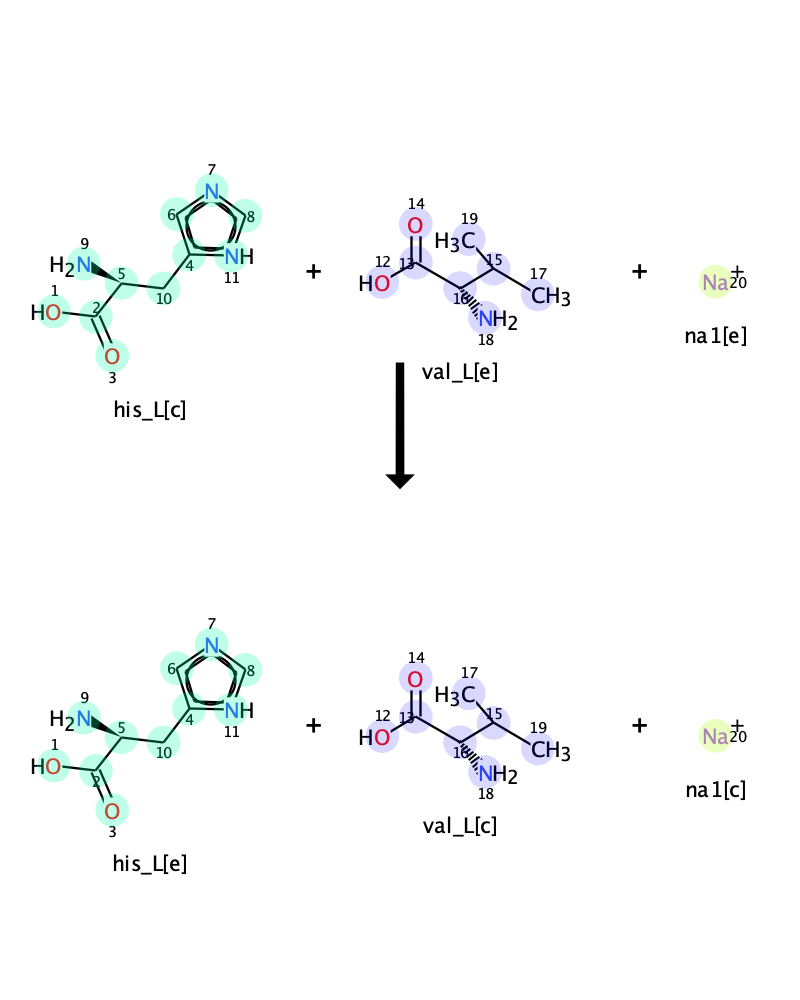 7
6 N 8
9
H2N 5 4 NH
1 10 11
HO 2
O
3
his_L[c]
+
14
O 19
H3C
12 13 15 17
HO 16 CH3
NH2
18
val_L[e]
+
Na+
20
na1[e]
7
6 N 8
9
H2N 5 4 NH
1 10 11
HO 2
O
3
his_L[e]
+
14
O 17
H3C
12 13 15 19
HO 16 CH3
NH2
18
val_L[c]
+
Na+
20
na1[c]